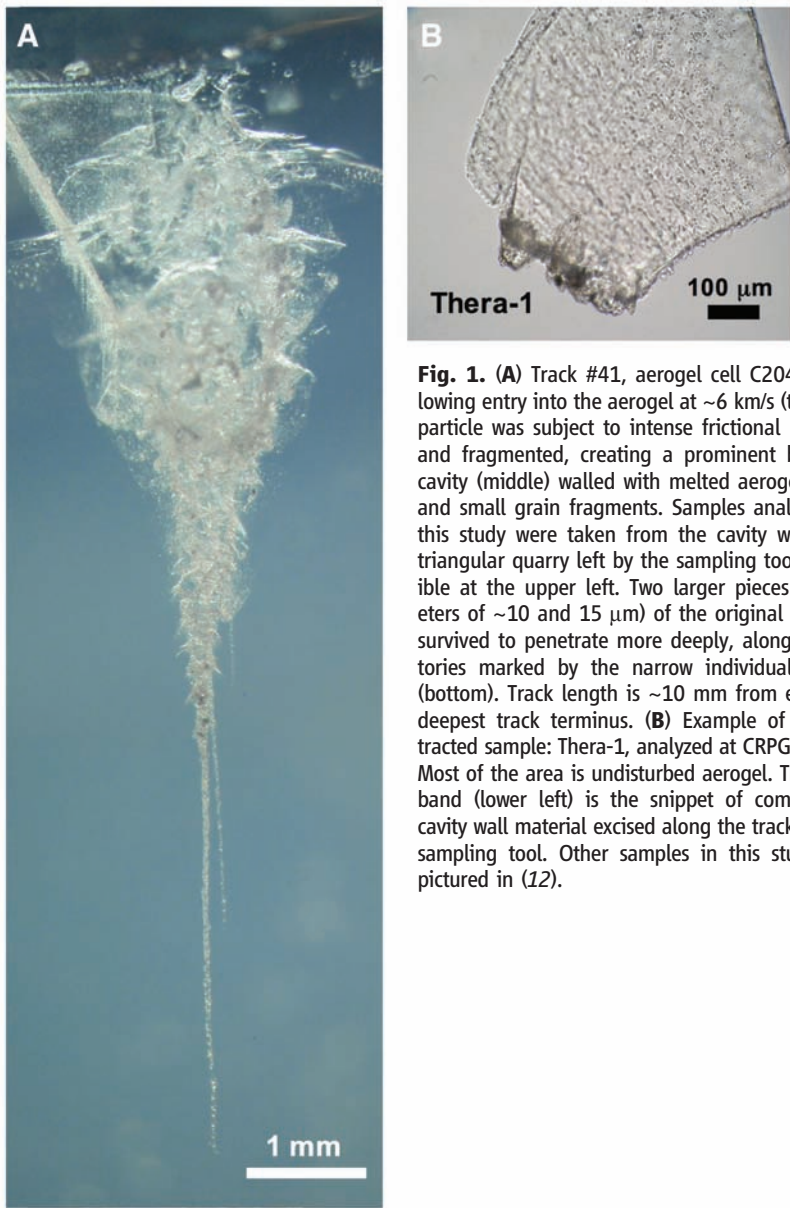 A
1 mm
B
Thera-1
100 μm
Fig. 1. (A) Track #41, aerogel cell C204
lowing entry into the aerogel at ~6 km/s (t
particle was subject to intense frictional
and fragmented, creating a prominent b
cavity (middle) walled with melted aeroge
and small grain fragments. Samples anal
this study were taken from the cavity w
triangular quarry left by the sampling too
ible at the upper left. Two larger pieces
eters of ~10 and 15 μm) of the original
survived to penetrate more deeply, along
tories marked by the narrow individual
(bottom). Track length is ~10 mm from e
deepest track terminus. (B) Example of
tracted sample: Thera-1, analyzed at CRPG
Most of the area is undisturbed aerogel. T
band (lower left) is the snippet of com
cavity wall material excised along the track
sampling tool. Other samples in this stu
pictured in (12).